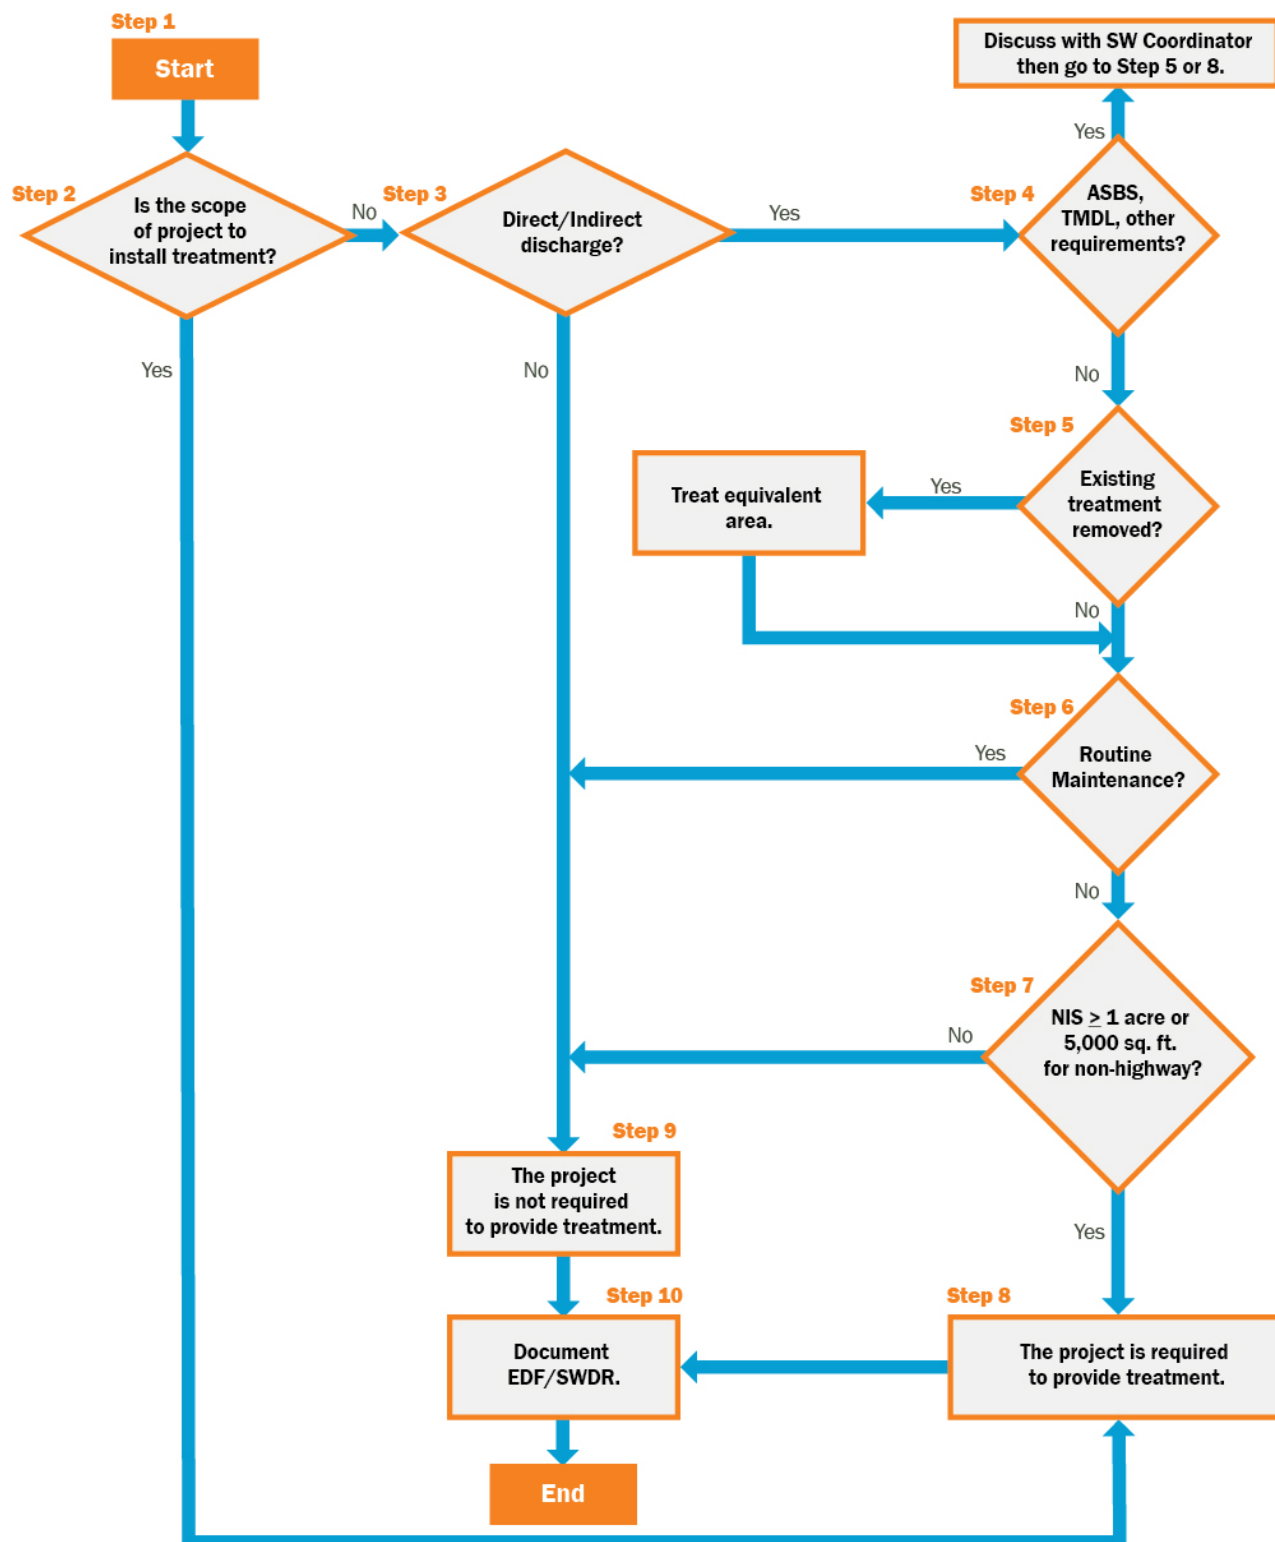 Step 1
Start
Discuss with SW Coordinator
then go to Step 5 or 8.
Yes
Step 2
Is the scope
of project to
install treatment?
No
Step 3
Direct/Indirect
discharge?
Yes
Step 4
ASBS,
TMDL, other
requirements?
Yes
No
No
Step 5
Existing
treatment
removed?
Yes
Treat equivalent
area.
No
Step 6
Routine
Maintenance?
Yes
No
Step 7
NIS ≥ 1 acre or
5,000 sq. ft.
for non-highway?
No
Yes
Step 9
The project
is not required
to provide treatment.
Step 10
Document
EDF/SWDR.
Step 8
The project is required
to provide treatment.
End